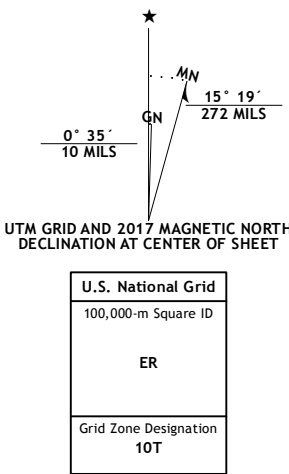 MN
GN
15° 19´
272 MILS
0° 35´
10 MILS
UTM GRID AND 2017 MAGNETIC NORTH
DECLINATION AT CENTER OF SHEET
U.S. National Grid
100,000-m Square ID
ER
Grid Zone Designation
10T